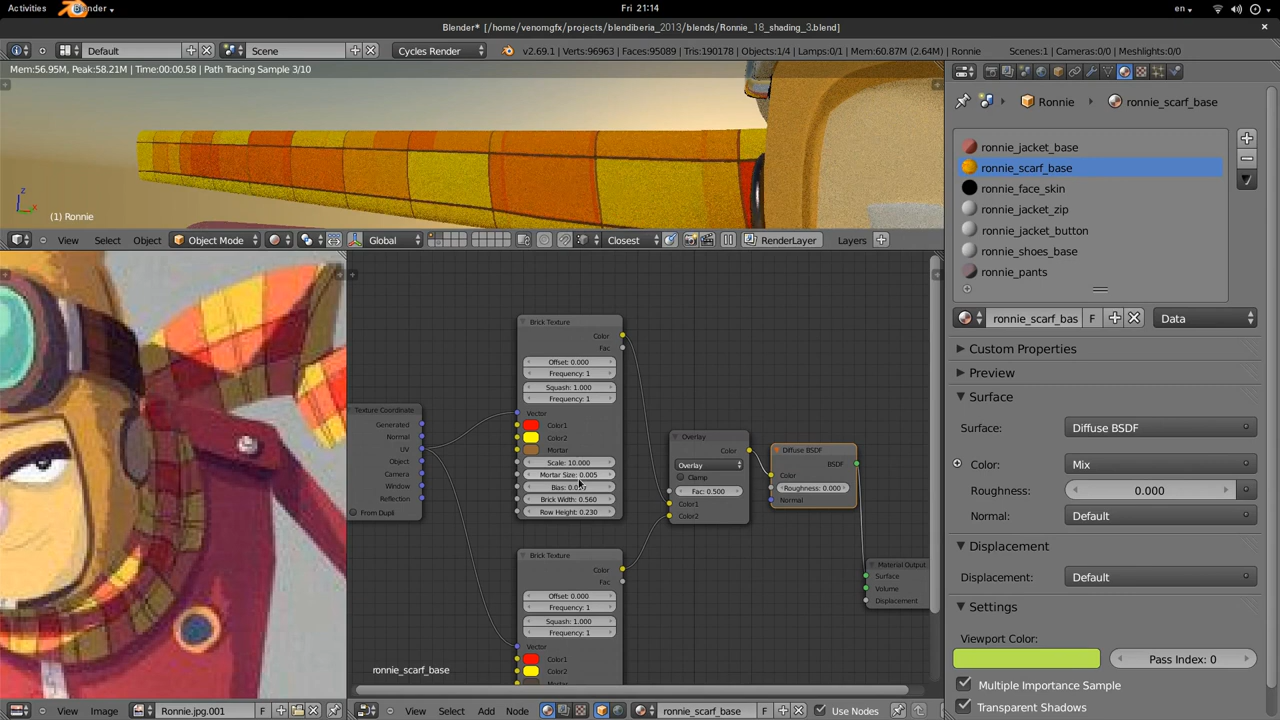 Activities Blender Fri 21:14 en
Blender* [/home/venomgfx/projects/blendiberia_2013/blends/Ronnie_18_shading_3.blend]
Default Scene Cycles Render v2.69.1 | Verts:96963 | Faces:95089 | Tris:190178 | Objects:1/4 | Lamps:0/1 | Mem:60.87M (2.64M) | Ronnie Scenes:1 | Cameras:0/0 | Meshlights:0/0
Mem:56.95M, Peak:58.21M | Time:00:00.58 | Path Tracing Sample 3/10
z
(1) Ronnie
View Select Object Object Mode Global Closest RenderLayer Layers
Ronnie ronnie_scarf_base
ronnie_jacket_base
ronnie_scarf_base
ronnie_face_skin
ronnie_jacket_zip
ronnie_jacket_button
ronnie_shoes_base
ronnie_pants
ronnie_scarf_bas F Data
Custom Properties
Preview
Surface
Surface: Diffuse BSDF
Color: Mix
Roughness: 0.000
Normal: Default
Displacement
Displacement: Default
Settings
Viewport Color:
Pass Index: 0
Multiple Importance Sample
Transparent Shadows
Texture Coordinate
Generated
Normal
UV
Object
Camera
Window
Reflection
From Dupli
Brick Texture
Color
Fac
Offset: 0.000
Frequency: 1
Squash: 1.000
Frequency: 1
Vector
Color1
Color2
Mortar
Scale: 10.000
Mortar Size: 0.005
Brick Width: 0.560
Row Height: 0.230
Brick Texture
Color
Fac
Offset: 0.000
Frequency: 1
Squash: 1.000
Frequency: 1
Vector
Color1
Color2
Overlay
Color
Overlay
Clamp
Fac: 0.500
Color1
Color2
Diffuse BSDF
BSDF
Color
Roughness: 0.000
Normal
Material Output
Surface
Volume
Displacement
ronnie_scarf_base
View Image Ronnie.jpg.001 F
View Select Add Node ronnie_scarf_base F Use Nodes